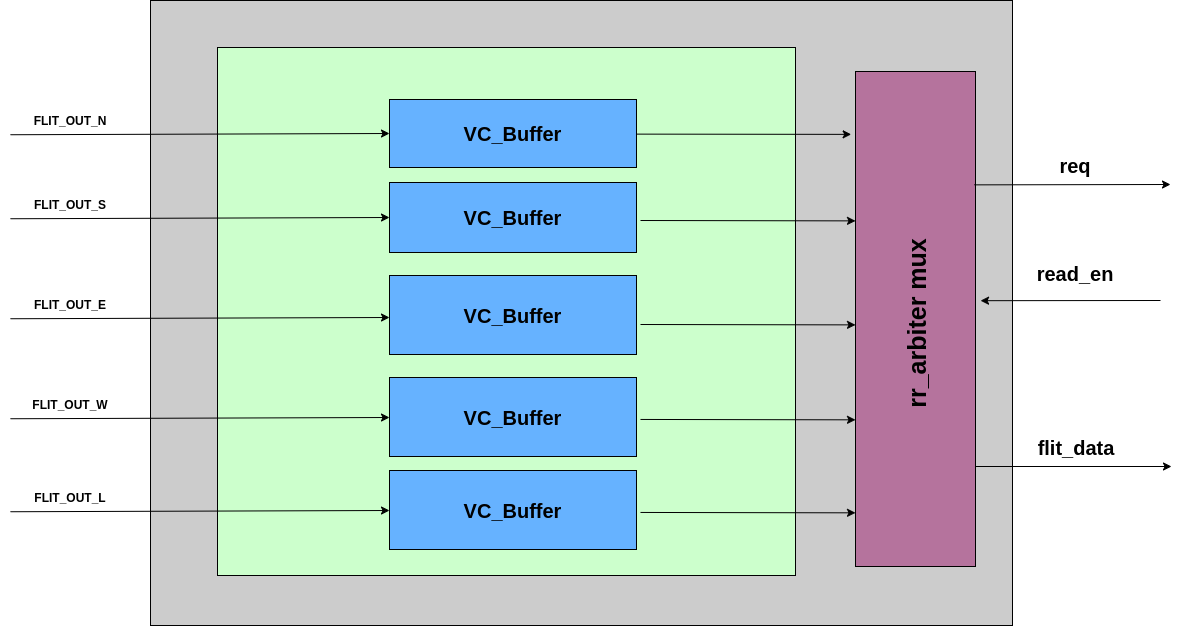 FLIT_OUT_N
VC_Buffer
FLIT_OUT_S
VC_Buffer
FLIT_OUT_E
VC_Buffer
FLIT_OUT_W
VC_Buffer
FLIT_OUT_L
VC_Buffer
rr_arbiter mux
req
read_en
flit_data